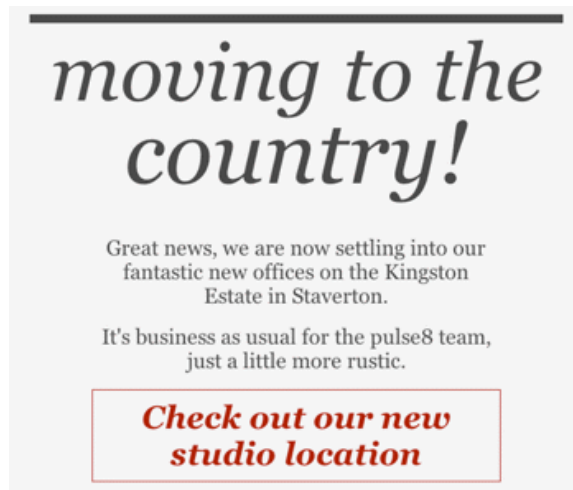 moving to the
country!
Great news, we are now settling into our
fantastic new offices on the Kingston
Estate in Staverton.
It's business as usual for the pulse8 team,
just a little more rustic.
Check out our new
studio location